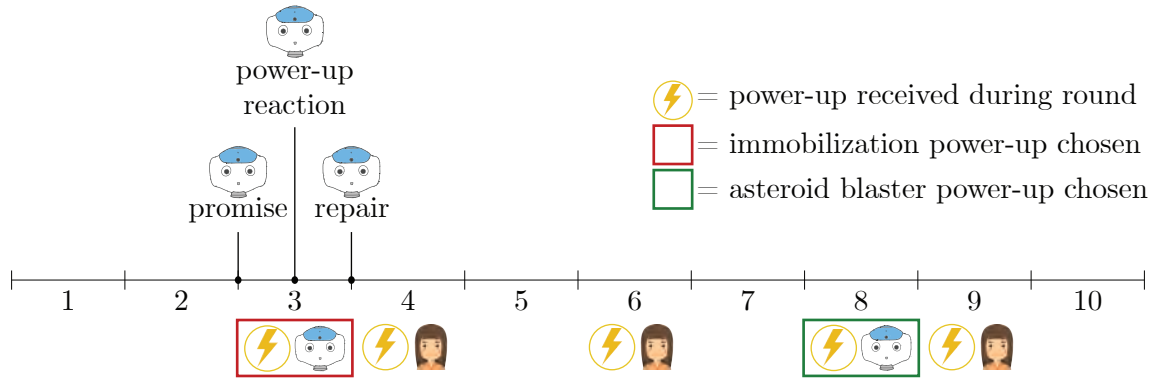 power-up
reaction
= power-up received during round
= immobilization power-up chosen
= asteroid blaster power-up chosen
promise repair
1 2 3 4 5 6 7 8 9 10